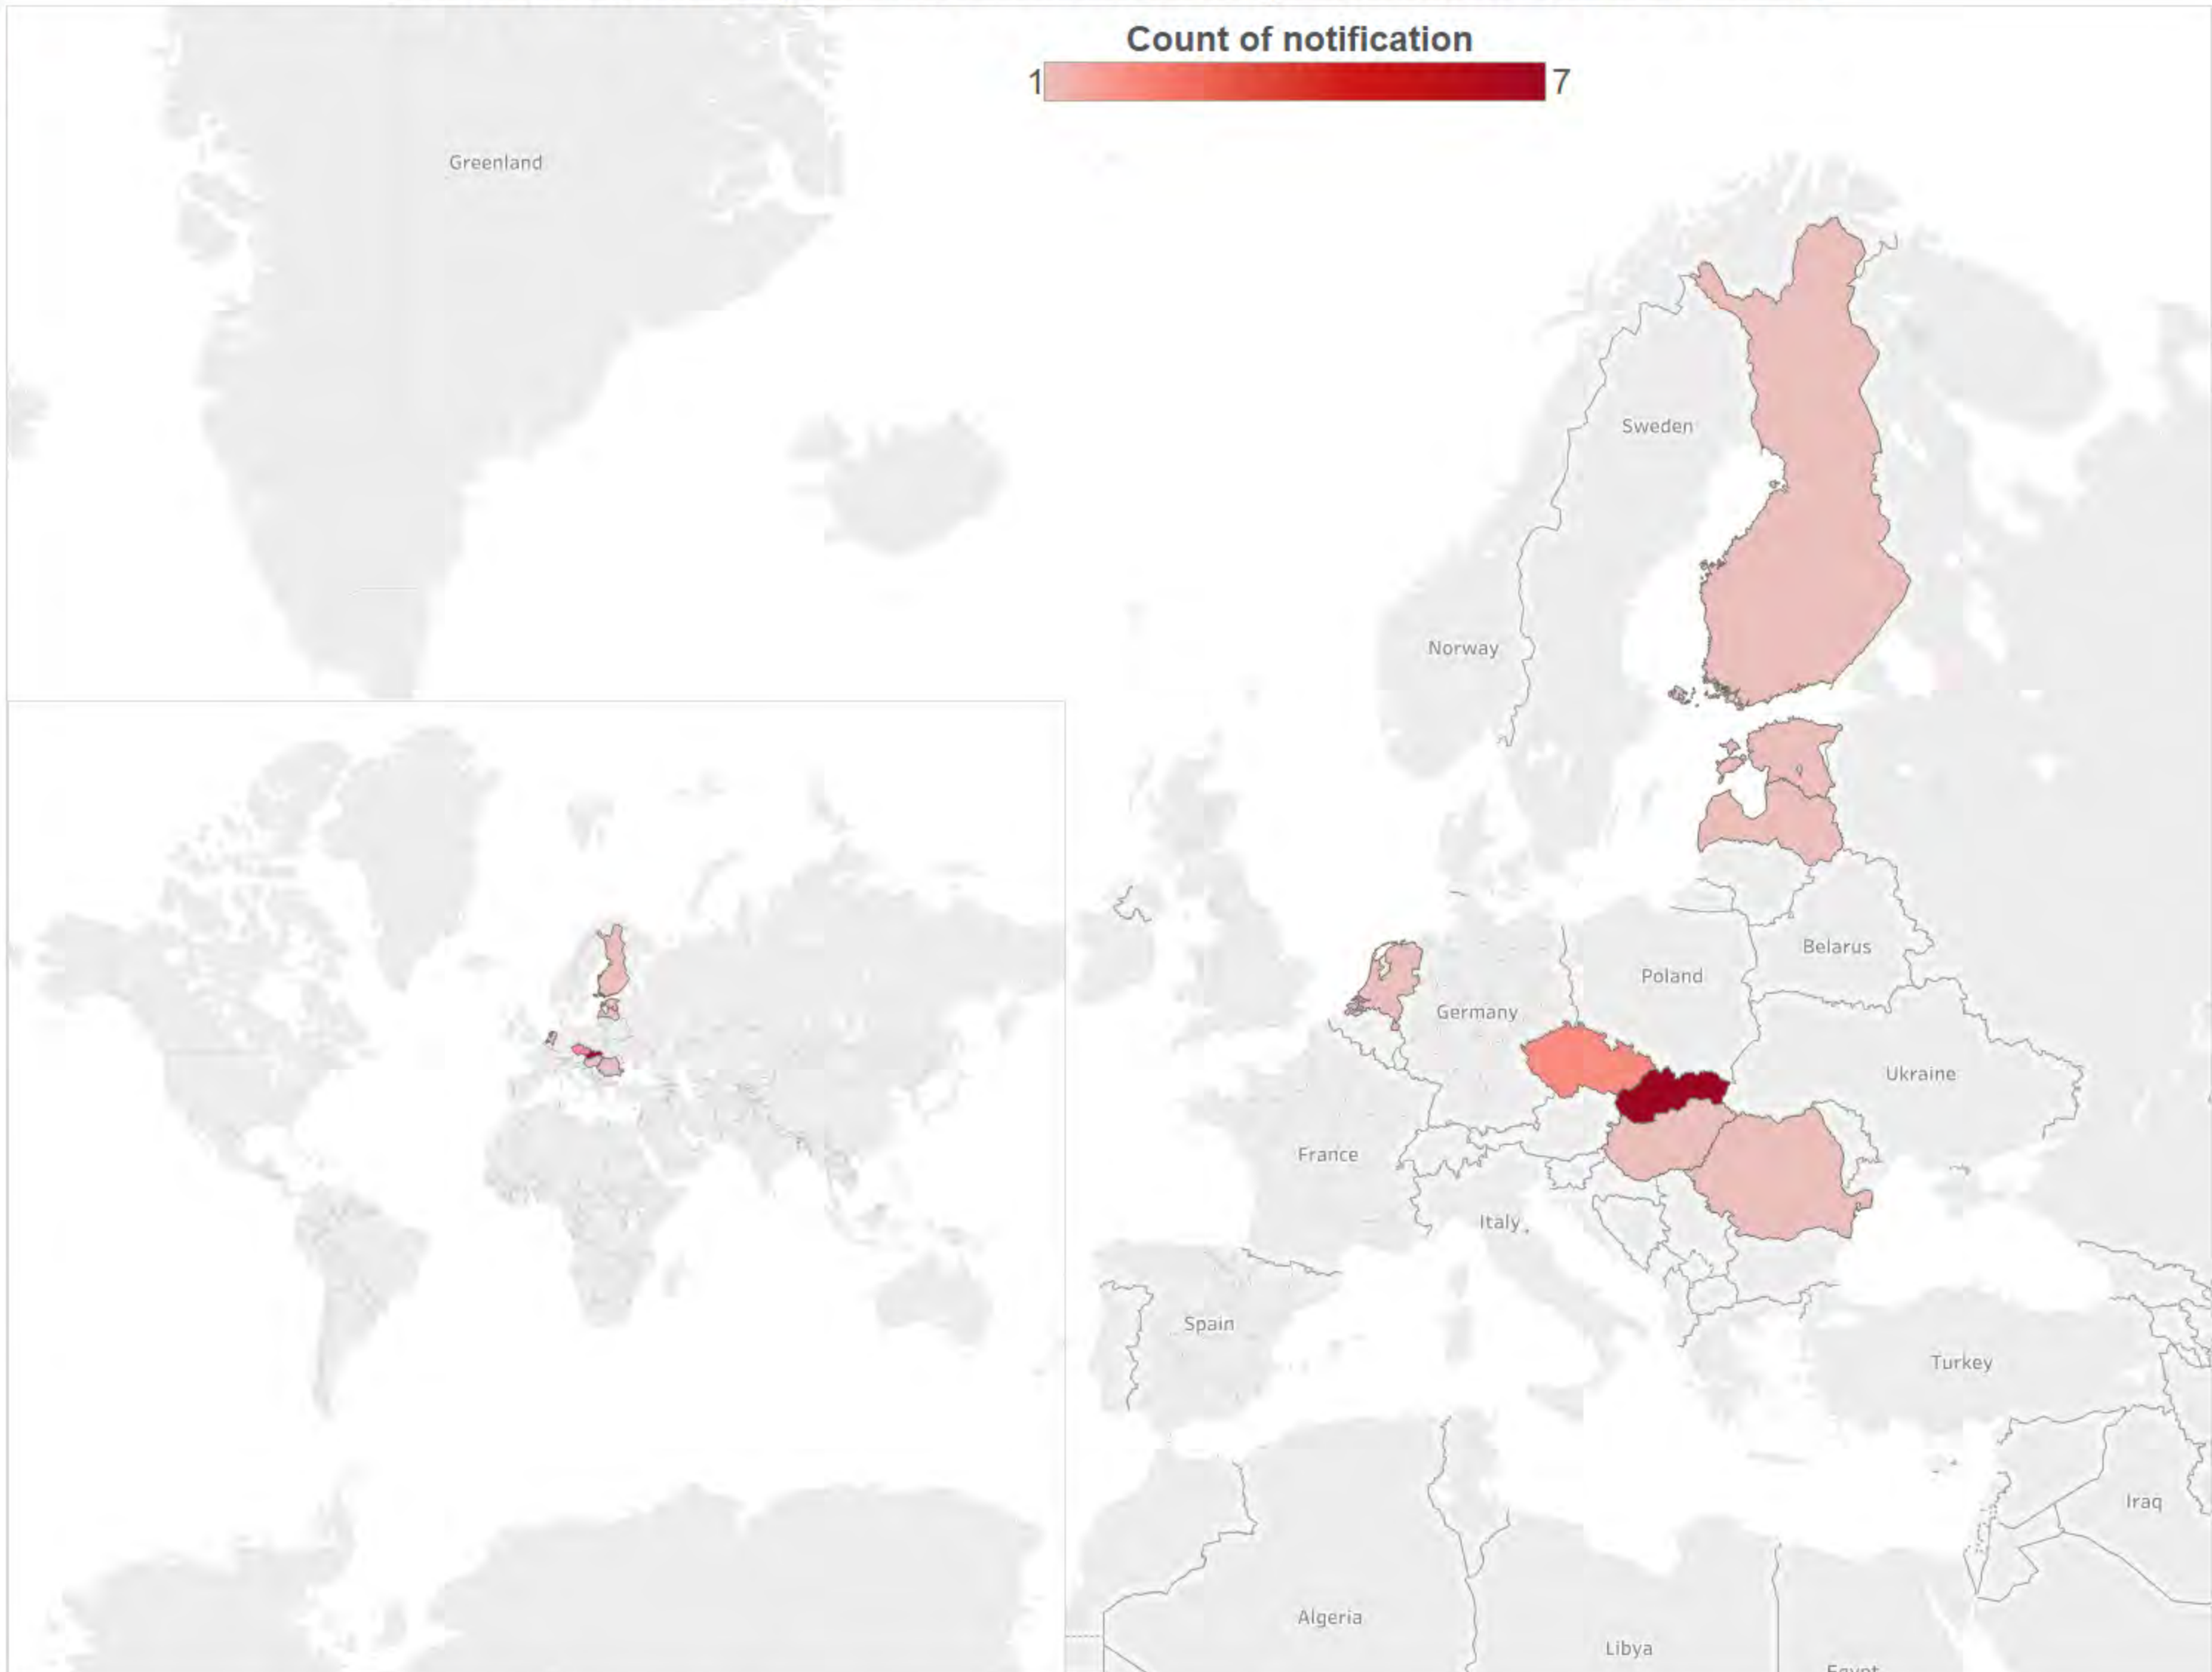 Count of notification
1 7
Greenland
Sweden
Norway
Belarus
Poland
Germany
Ukraine
France
Italy
Spain
Turkey
Iraq
Algeria
Libya
Egypt